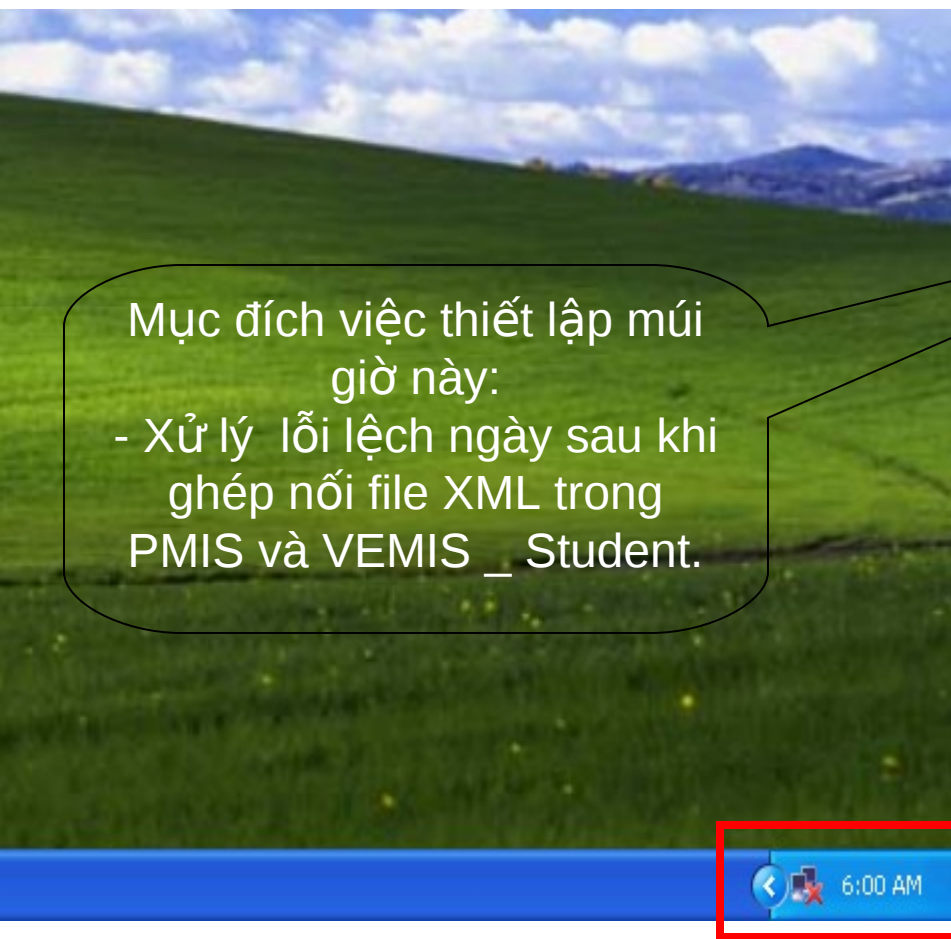 Mục đích việc thiết lập múi
giờ này:
- Xử lý  lỗi lệch ngày sau khi
ghép nối file XML trong
PMIS và VEMIS _ Student.
6:00 AM